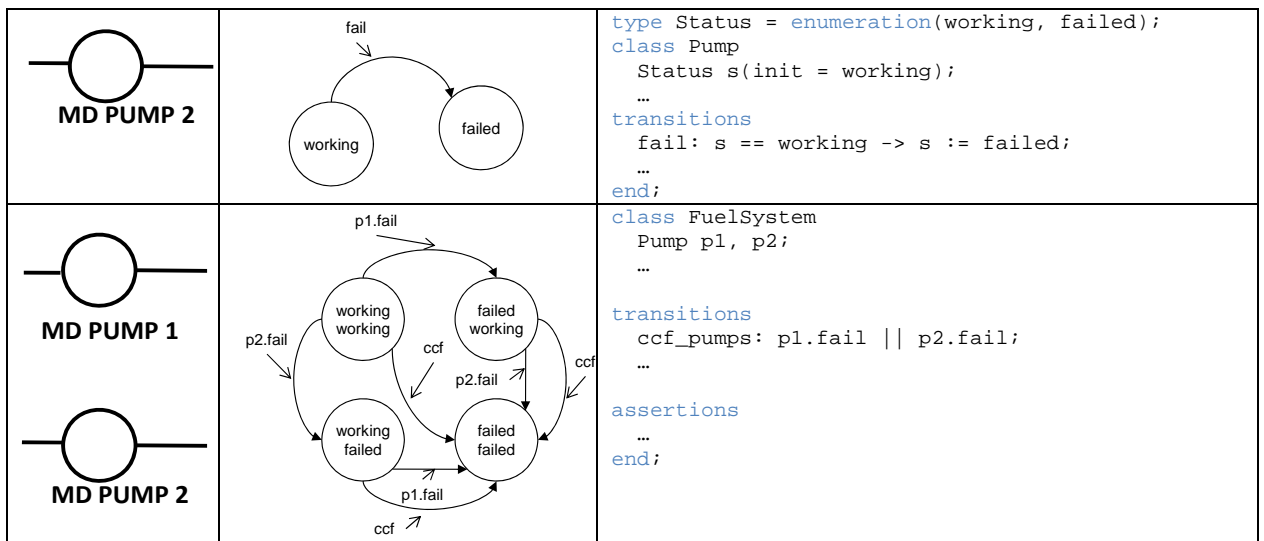 MD PUMP 2
fail
working
failed
type Status = enumeration(working, failed);
class Pump
  Status s(init = working);
  …
transitions
  fail: s == working -> s := failed;
  …
end;
MD PUMP 1
MD PUMP 2
p1.fail
working
working
failed
working
p2.fail
ccf
p2.fail
ccf
working
failed
failed
failed
p1.fail
ccf
class FuelSystem
  Pump p1, p2;
  …
transitions
  ccf_pumps: p1.fail || p2.fail;
  …
assertions
  …
end;